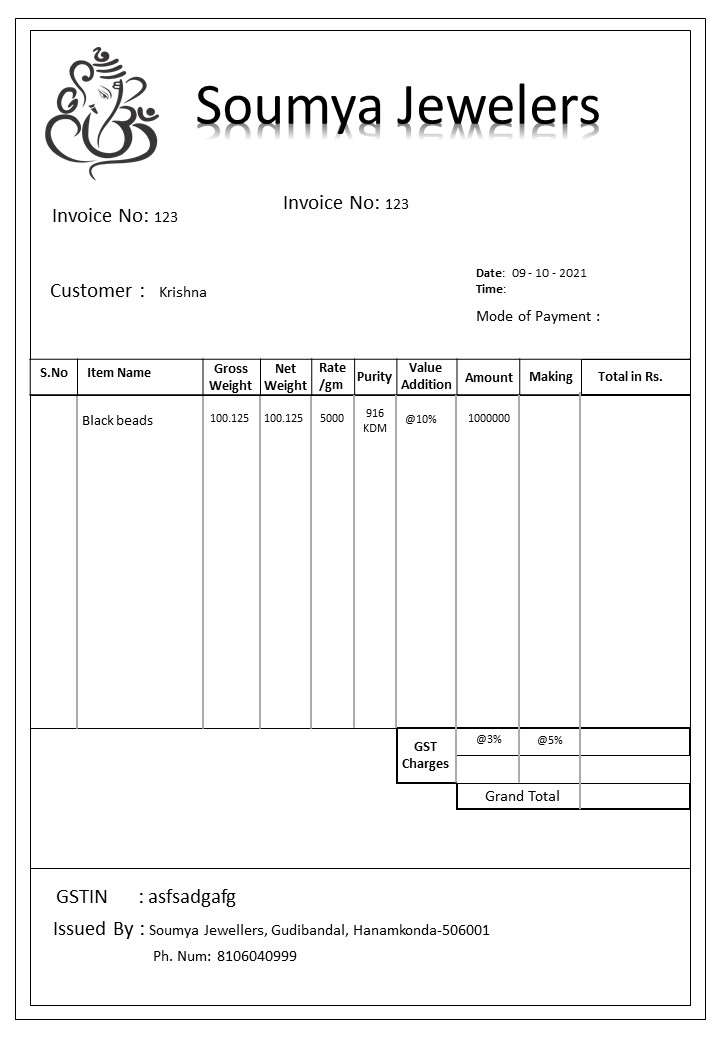 Soumya Jewelers
Invoice No: 123
Invoice No: 123
Date: 09 - 10 - 2021
Time:
Customer : Krishna
Mode of Payment :
S.No Item Name Gross Weight Net Weight Rate /gm Purity Value Addition Amount Making Total in Rs.
Black beads 100.125 100.125 5000 916 KDM @10% 1000000
GST Charges @3% @5%
Grand Total
GSTIN : asfsadgafg
Issued By : Soumya Jewellers, Gudibandal, Hanamkonda-506001
Ph. Num: 8106040999